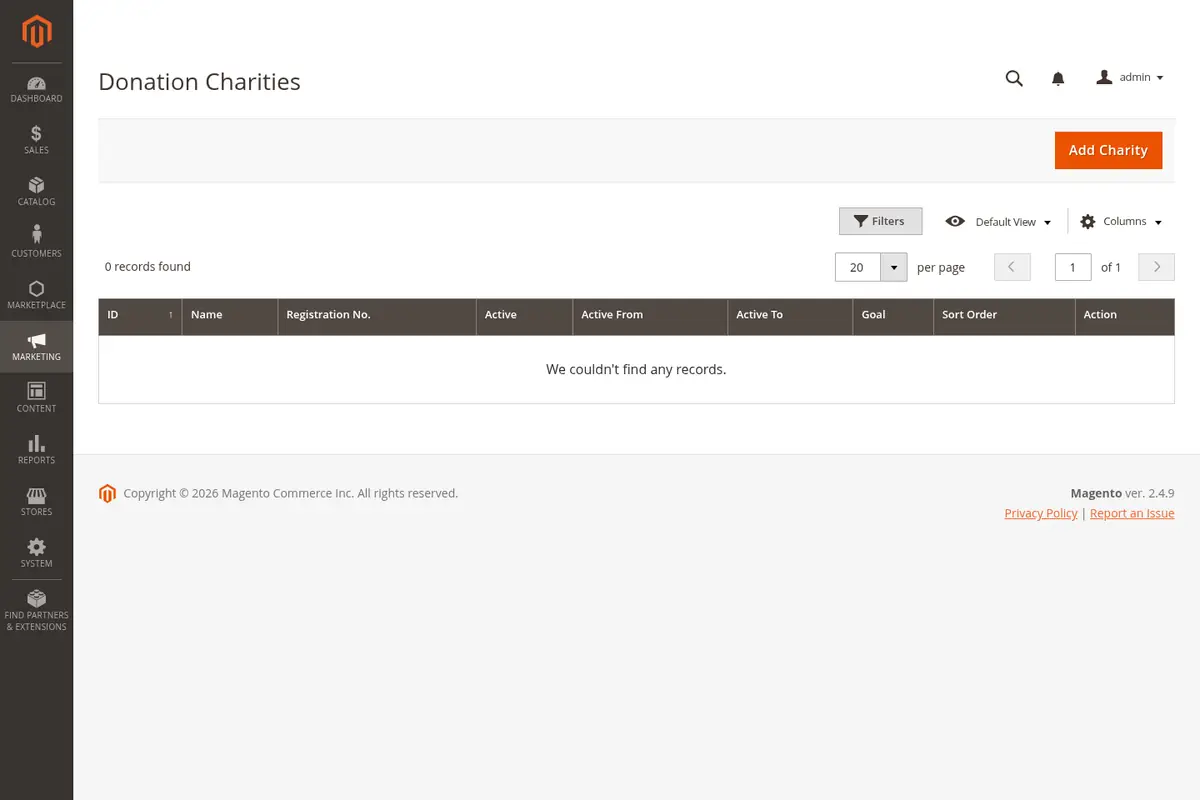 Donation Charities
admin
DASHBOARD
SALES
CATALOG
CUSTOMERS
MARKETPLACE
MARKETING
CONTENT
REPORTS
STORES
SYSTEM
FIND PARTNERS
& EXTENSIONS
Add Charity
Filters
Default View
Columns
0 records found
20
per page
1
of 1
ID ↑ Name Registration No. Active Active From Active To Goal Sort Order Action
We couldn't find any records.
Copyright © 2026 Magento Commerce Inc. All rights reserved.
Magento ver. 2.4.9
Privacy Policy | Report an Issue